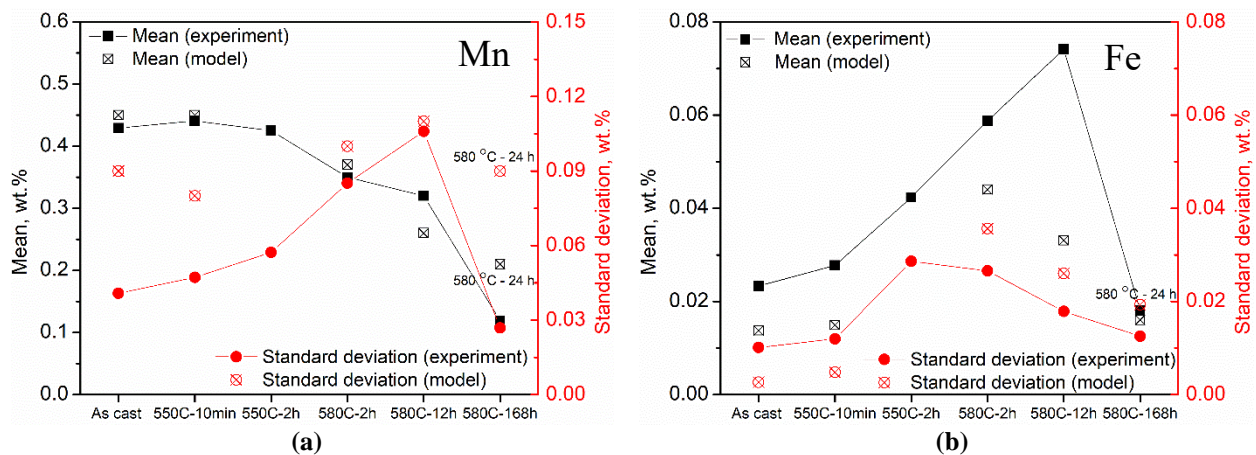 0.6
0.5
0.4
0.3
0.2
0.1
0.0
Mean, wt.%
Mean (experiment)
Mean (model)
Mn
0.15
0.12
0.09
0.06
0.03
0.00
Standard deviation, wt.%
580 °C - 24 h
580 °C - 24 h
Standard deviation (experiment)
Standard deviation (model)
As cast 550C-10min 550C-2h 580C-2h 580C-12h 580C-168h
(a)
0.08
0.06
0.04
0.02
0.00
Mean, wt.%
Mean (experiment)
Mean (model)
Fe
0.08
0.06
0.04
0.02
0.00
Standard deviation, wt.%
580 °C - 24 h
Standard deviation (experiment)
Standard deviation (model)
As cast 550C-10min 550C-2h 580C-2h 580C-12h 580C-168h
(b)